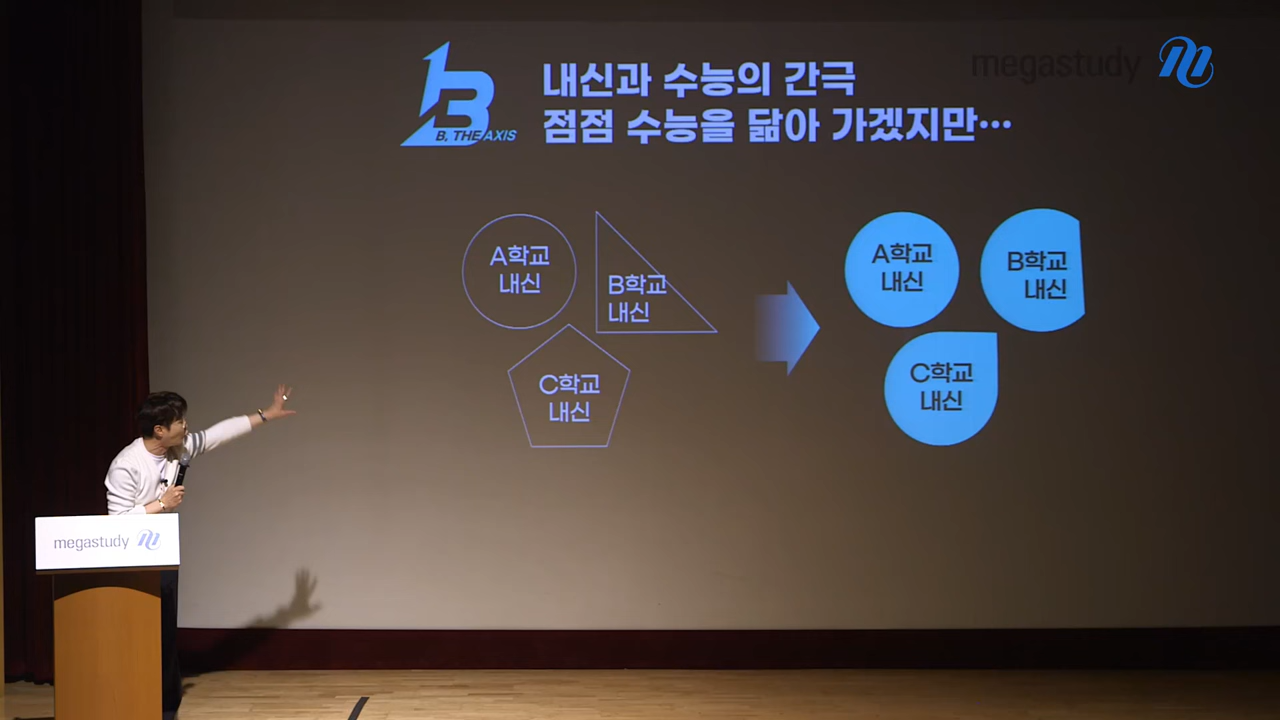 megastudy
내신과 수능의 간극
점점 수능을 닮아 가겠지만…
B
B, THE AXIS
A학교
내신
B학교
내신
C학교
내신
A학교
내신
B학교
내신
C학교
내신
megastudy